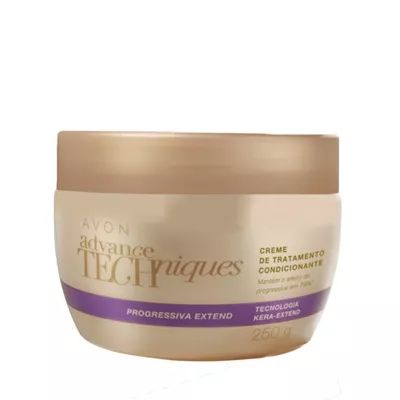 AVON
advance
TECHniques
CREME
DE TRATAMENTO
CONDICIONANTE
PROGRESSIVA EXTEND
TECNOLOGIA
KERA-EXTEND
250 g